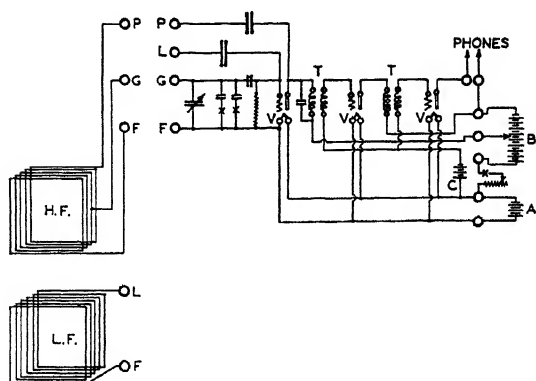 P P
L
PHONES
G G T T
F F V V V
B
C
A
H.F.
L
L.F.
F